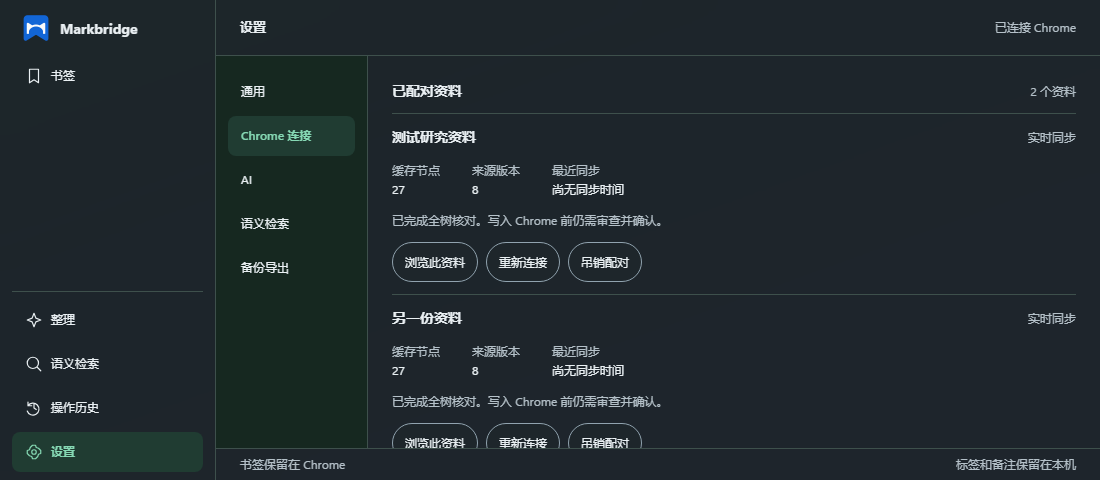 Markbridge
书签
整理
语义检索
操作历史
设置
设置
已连接 Chrome
通用
Chrome 连接
AI
语义检索
备份导出
已配对资料
2 个资料
测试研究资料
实时同步
缓存节点 来源版本 最近同步
27 8 尚无同步时间
已完成全树核对。写入 Chrome 前仍需审查并确认。
浏览此资料 重新连接 吊销配对
另一份资料
实时同步
缓存节点 来源版本 最近同步
27 8 尚无同步时间
已完成全树核对。写入 Chrome 前仍需审查并确认。
浏览此资料 重新连接 吊销配对
书签保留在 Chrome
标签和备注保留在本机